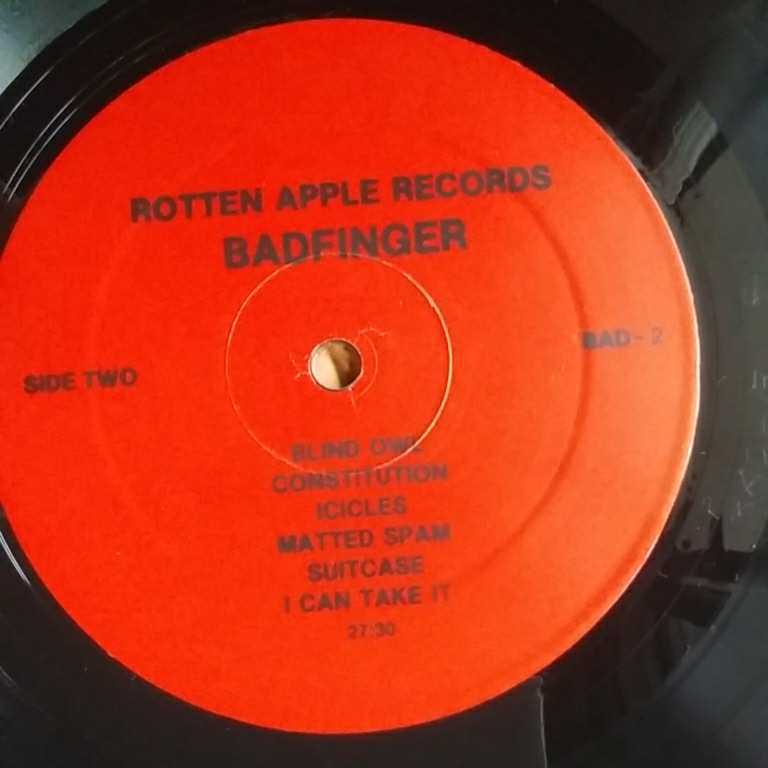 ROTTEN APPLE RECORDS
BADFINGER
SIDE TWO
BAD-2
BLIND OWL
CONSTITUTION
ICICLES
MATTED SPAM
SUITCASE
I CAN TAKE IT
27:30